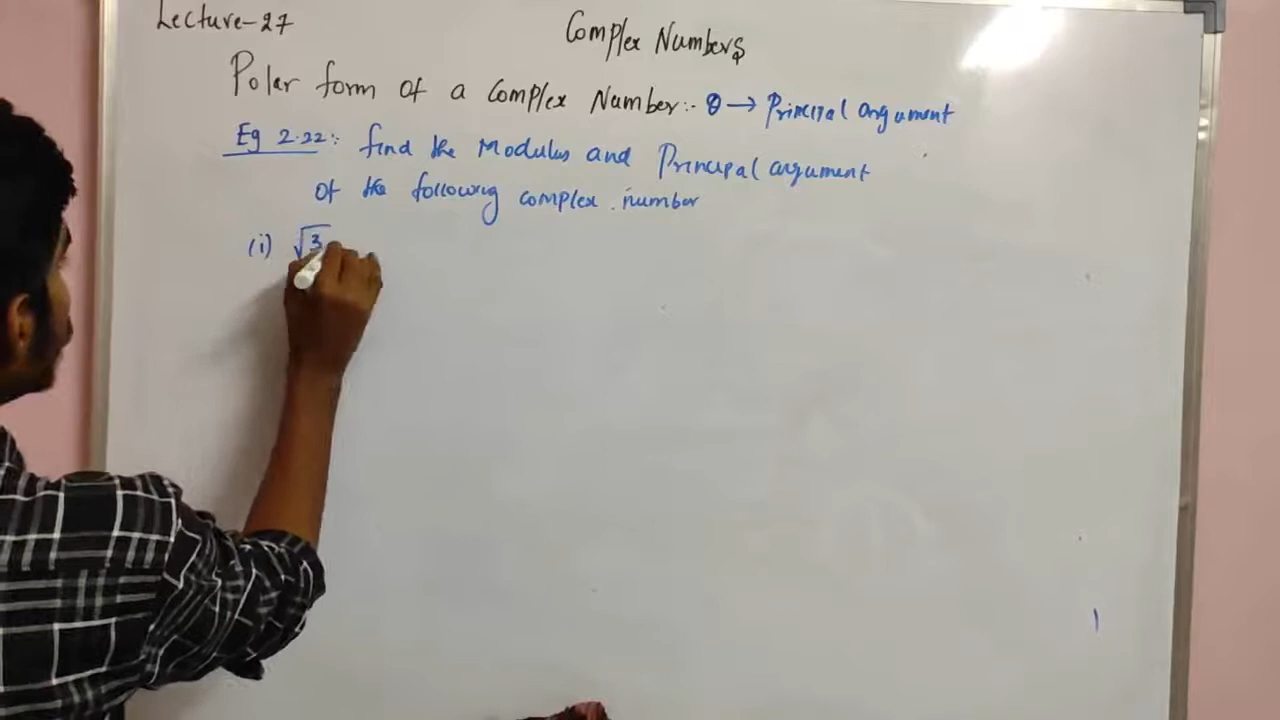 Lecture-27
Complex Numbers
Polar form of a Complex Number:- θ → Principal argument
Eg 2.22:- find the Modulus and Principal argument
of the following complex number
(i) √3